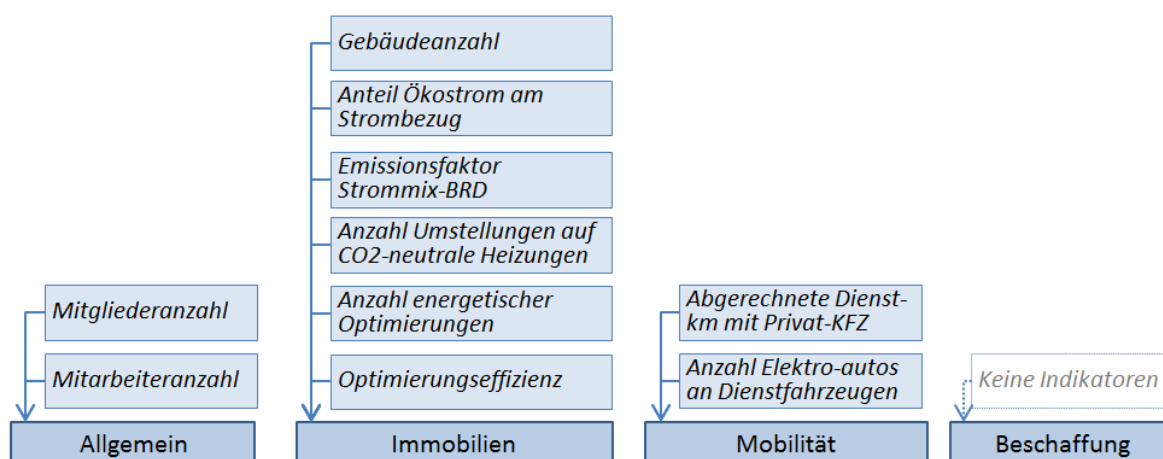 Gebäudeanzahl
Anteil Ökostrom am
Strombezug
Emissionsfaktor
Strommix-BRD
Anzahl Umstellungen auf
CO2-neutrale Heizungen
Anzahl energetischer
Optimierungen
Optimierungseffizienz
Mitgliederanzahl
Mitarbeiteranzahl
Abgerechnete Dienst-
km mit Privat-KFZ
Anzahl Elektro-autos
an Dienstfahrzeugen
Keine Indikatoren
Allgemein
Immobilien
Mobilität
Beschaffung